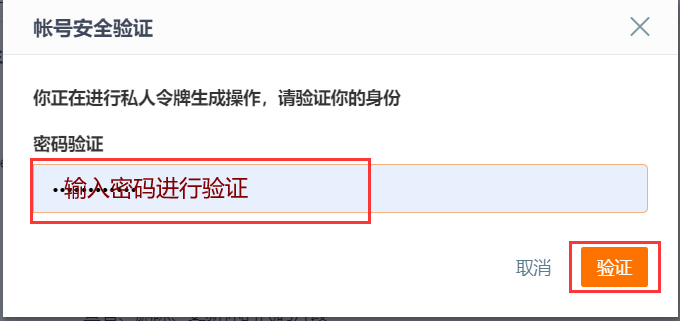 帐号安全验证
你正在进行私人令牌生成操作，请验证你的身份
密码验证
输入密码进行验证
取消
验证